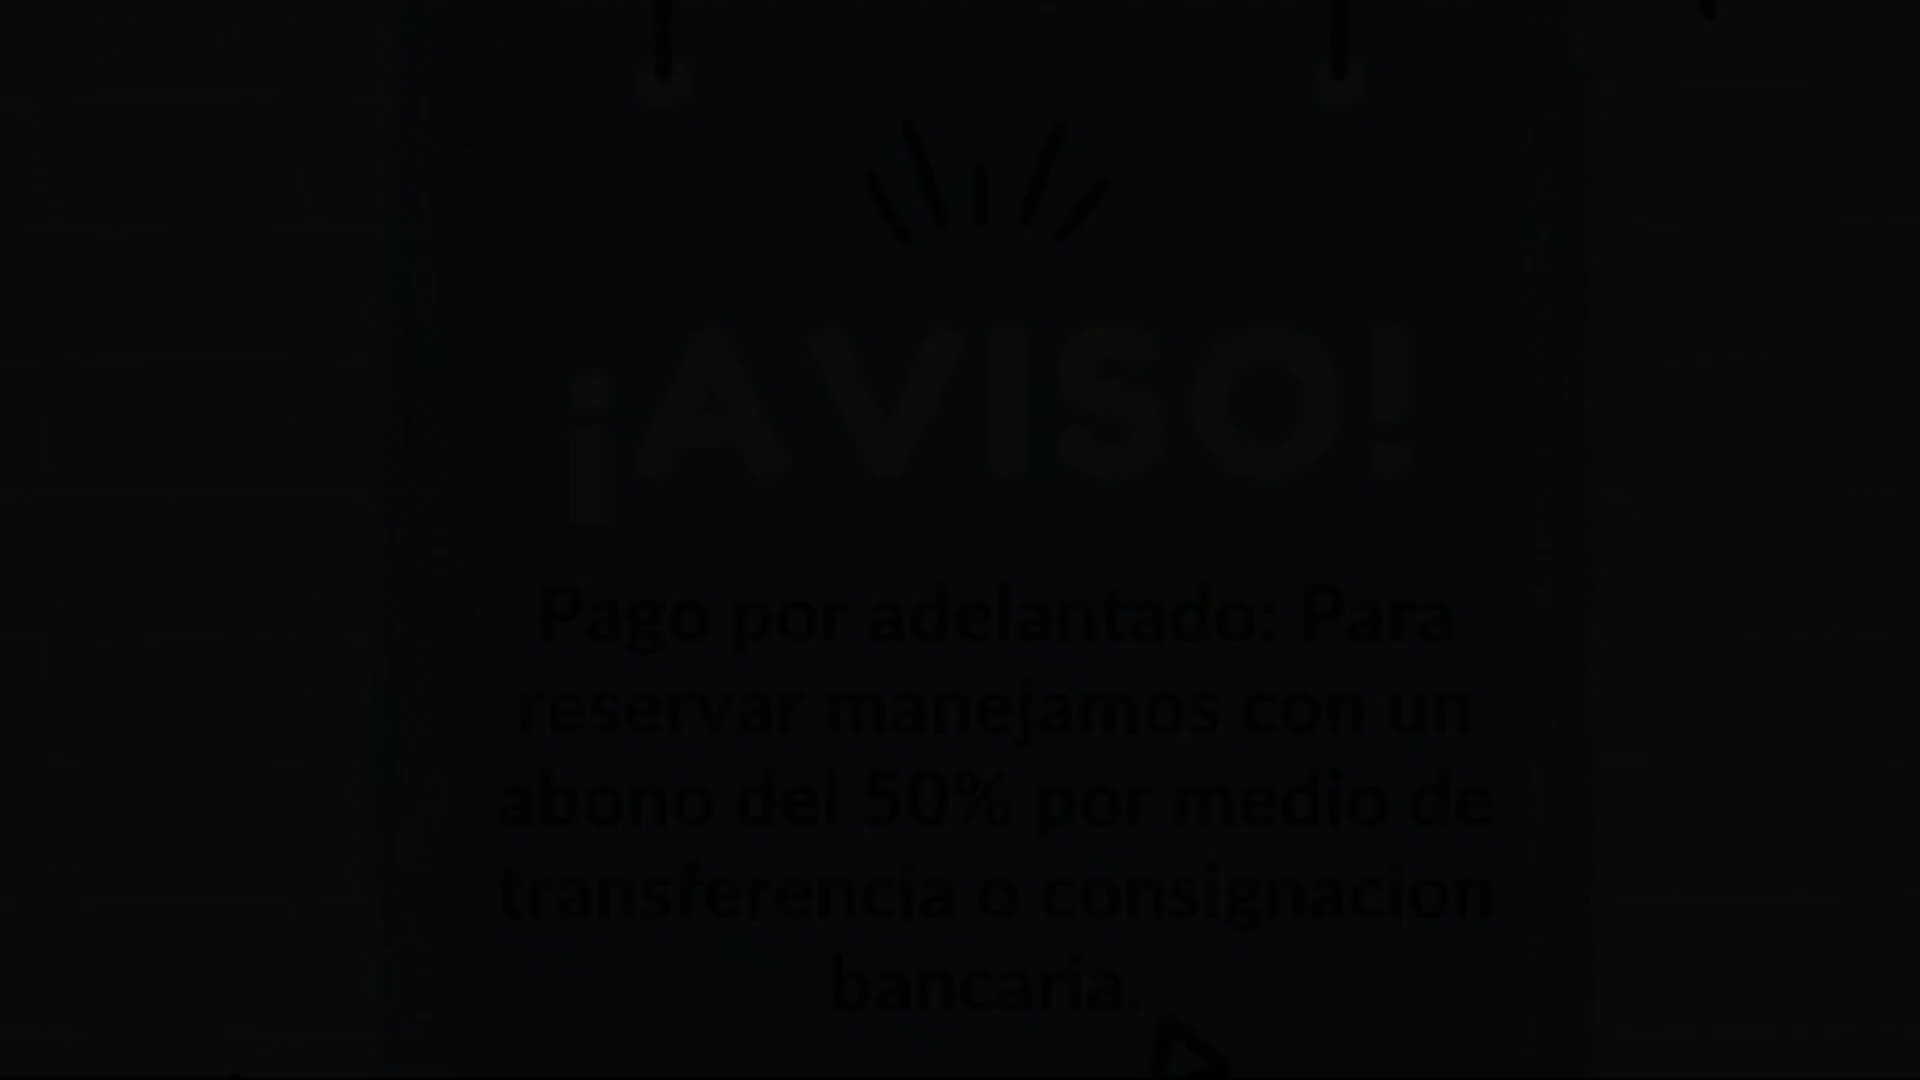 ¡AVISO!
Pago por adelantado: Para
reservar manejamos con un
abono del 50% por medio de
transferencia o consignacion
bancaria.